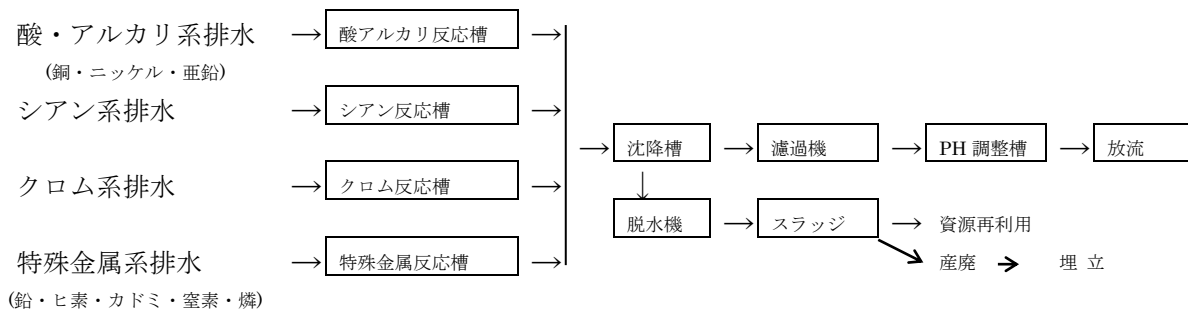 酸・アルカリ系排水 → 酸アルカリ反応槽 →
(銅・ニッケル・亜鉛)
シアン系排水 → シアン反応槽 →
→ 沈降槽 → 濾過機 → PH 調整槽 → 放流
クロム系排水 → クロム反応槽 →
↓
脱水機 → スラッジ → 資源再利用
特殊金属系排水 → 特殊金属反応槽 →
産廃 → 埋 立
(鉛・ヒ素・カドミ・窒素・燐)